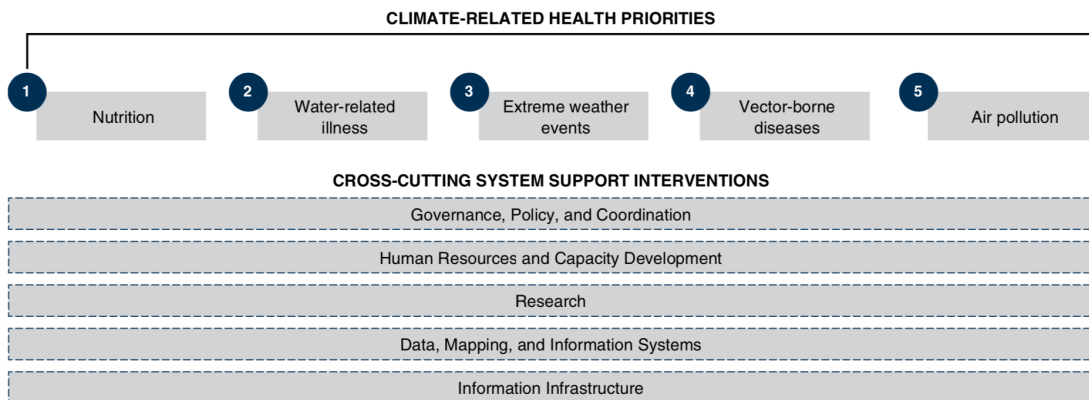 CLIMATE-RELATED HEALTH PRIORITIES
1
Nutrition
2
Water-related
illness
3
Extreme weather
events
4
Vector-borne
diseases
5
Air pollution
CROSS-CUTTING SYSTEM SUPPORT INTERVENTIONS
Governance, Policy, and Coordination
Human Resources and Capacity Development
Research
Data, Mapping, and Information Systems
Information Infrastructure